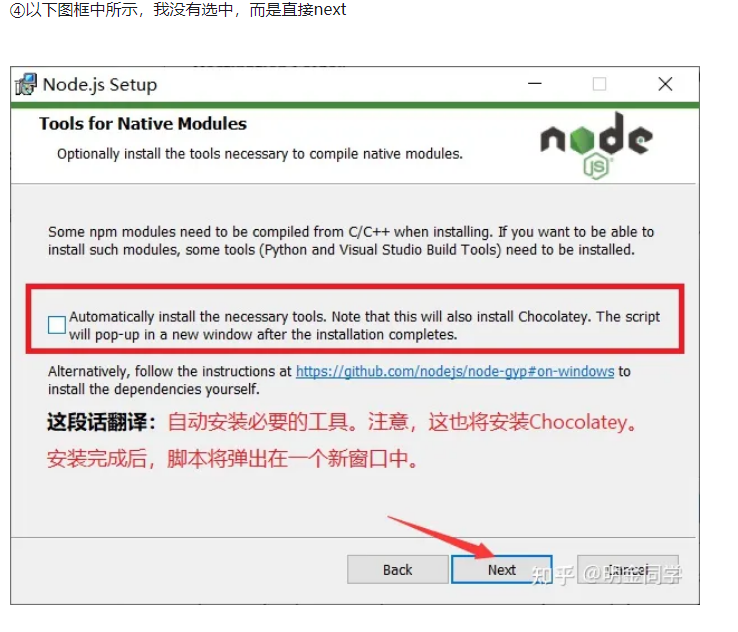 ④以下图框中所示，我没有选中，而是直接next
Node.js Setup
Tools for Native Modules
Optionally install the tools necessary to compile native modules.
node
JS
Some npm modules need to be compiled from C/C++ when installing. If you want to be able to
install such modules, some tools (Python and Visual Studio Build Tools) need to be installed.
Automatically install the necessary tools. Note that this will also install Chocolatey. The script
will pop-up in a new window after the installation completes.
Alternatively, follow the instructions at https://github.com/nodejs/node-gyp#on-windows to
install the dependencies yourself.
这段话翻译：自动安装必要的工具。注意，这也将安装Chocolatey。
安装完成后，脚本将弹出在一个新窗口中。
Back
Next
Cancel
知乎 @明金同学